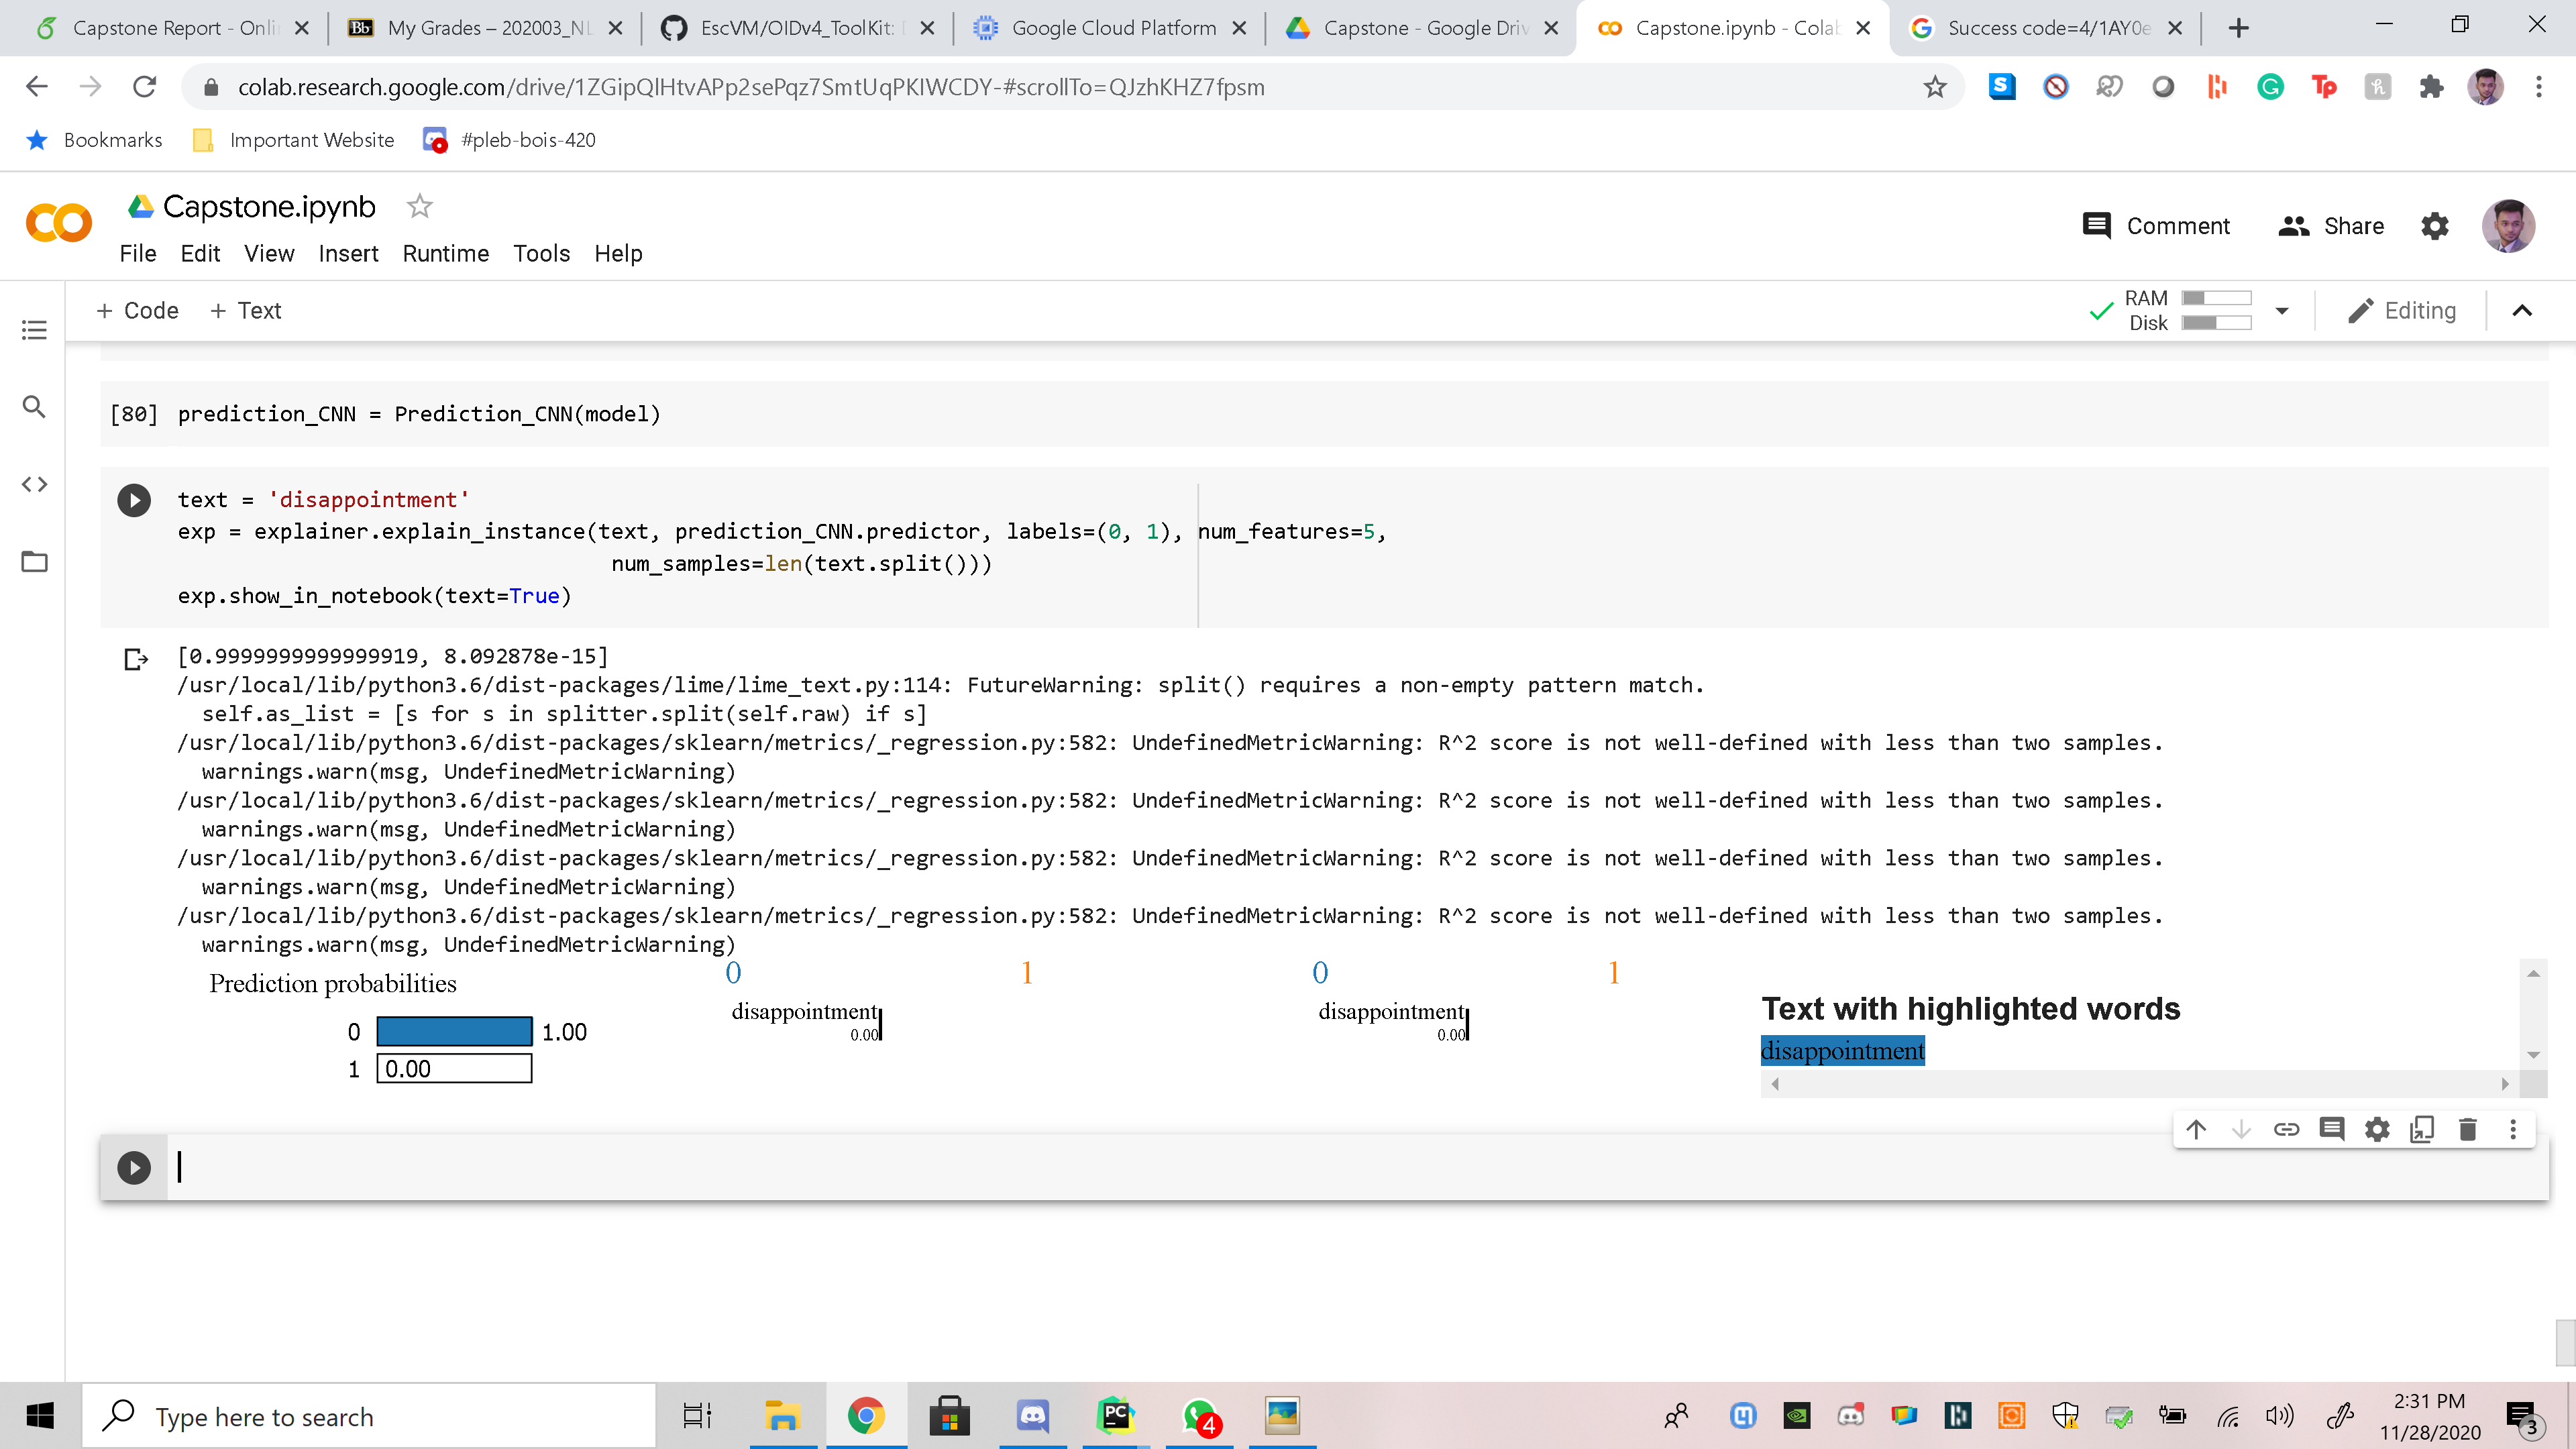 Capstone Report - Onli
My Grades – 202003_NL
EscVM/OIDv4_ToolKit:
Google Cloud Platform
Capstone - Google Driv
Capstone.ipynb - Colab
Success code=4/1AY0e
colab.research.google.com/drive/1ZGipQlHtvAPp2sePqz7SmtUqPKIWCDY-#scrollTo=QJzhKHZ7fpsm
Bookmarks
Important Website
#pleb-bois-420
Capstone.ipynb
Comment
Share
File Edit View Insert Runtime Tools Help
+ Code + Text
RAM
Disk
Editing
[80] prediction_CNN = Prediction_CNN(model)
text = 'disappointment'
exp = explainer.explain_instance(text, prediction_CNN.predictor, labels=(0, 1), num_features=5,
num_samples=len(text.split()))
exp.show_in_notebook(text=True)
[0.9999999999999919, 8.092878e-15]
/usr/local/lib/python3.6/dist-packages/lime/lime_text.py:114: FutureWarning: split() requires a non-empty pattern match.
self.as_list = [s for s in splitter.split(self.raw) if s]
/usr/local/lib/python3.6/dist-packages/sklearn/metrics/_regression.py:582: UndefinedMetricWarning: R^2 score is not well-defined with less than two samples.
warnings.warn(msg, UndefinedMetricWarning)
/usr/local/lib/python3.6/dist-packages/sklearn/metrics/_regression.py:582: UndefinedMetricWarning: R^2 score is not well-defined with less than two samples.
warnings.warn(msg, UndefinedMetricWarning)
/usr/local/lib/python3.6/dist-packages/sklearn/metrics/_regression.py:582: UndefinedMetricWarning: R^2 score is not well-defined with less than two samples.
warnings.warn(msg, UndefinedMetricWarning)
/usr/local/lib/python3.6/dist-packages/sklearn/metrics/_regression.py:582: UndefinedMetricWarning: R^2 score is not well-defined with less than two samples.
warnings.warn(msg, UndefinedMetricWarning)
Prediction probabilities
0 1.00
1 0.00
0 1
disappointment
0.00
0 1
disappointment
0.00
Text with highlighted words
disappointment
Type here to search
4
2:31 PM
11/28/2020
3